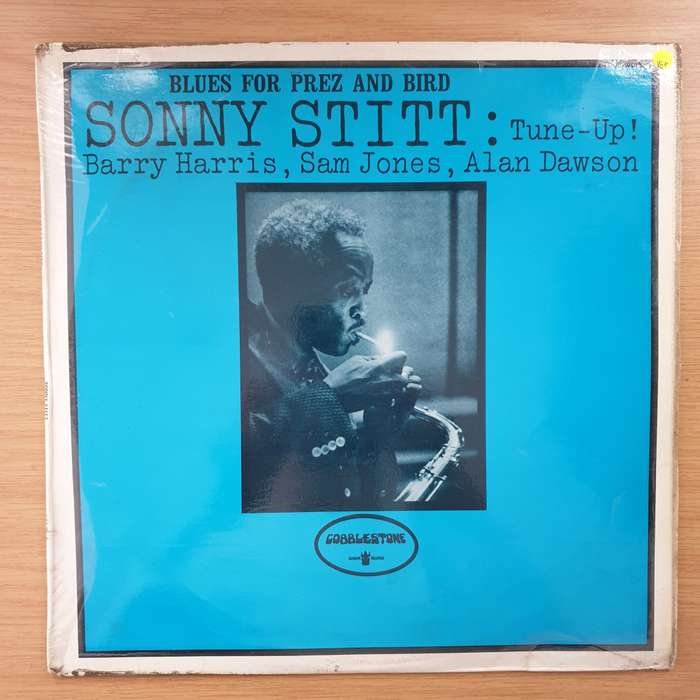 BLUES FOR PREZ AND BIRD
SONNY STITT: Tune-Up!
Barry Harris, Sam Jones, Alan Dawson
COBBLESTONE